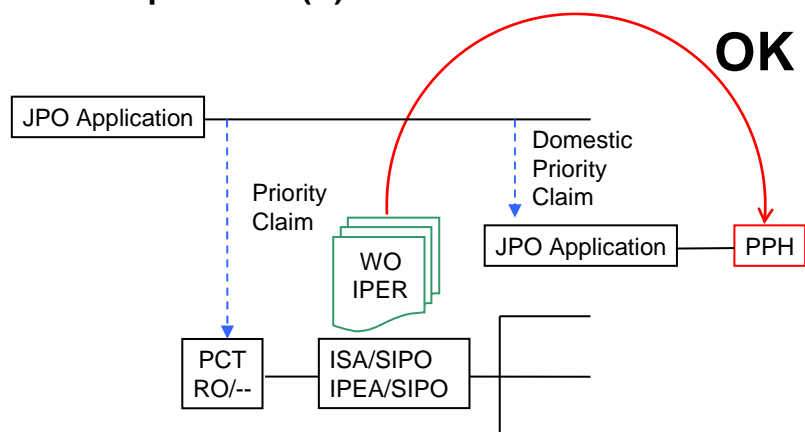 OK
JPO Application
Domestic
Priority
Claim
Priority
Claim
JPO Application
PPH
WO
IPER
PCT
RO/--
ISA/SIPO
IPEA/SIPO